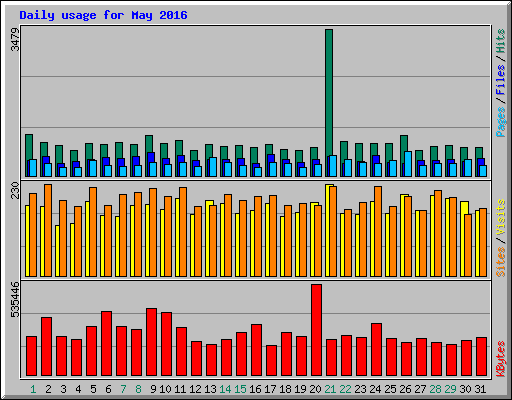 Daily usage for May 2016
3479
Pages / Files / Hits
230
Sites / Visits
535446
KBytes
1 2 3 4 5 6 7 8 9 10 11 12 13 14 15 16 17 18 19 20 21 22 23 24 25 26 27 28 29 30 31